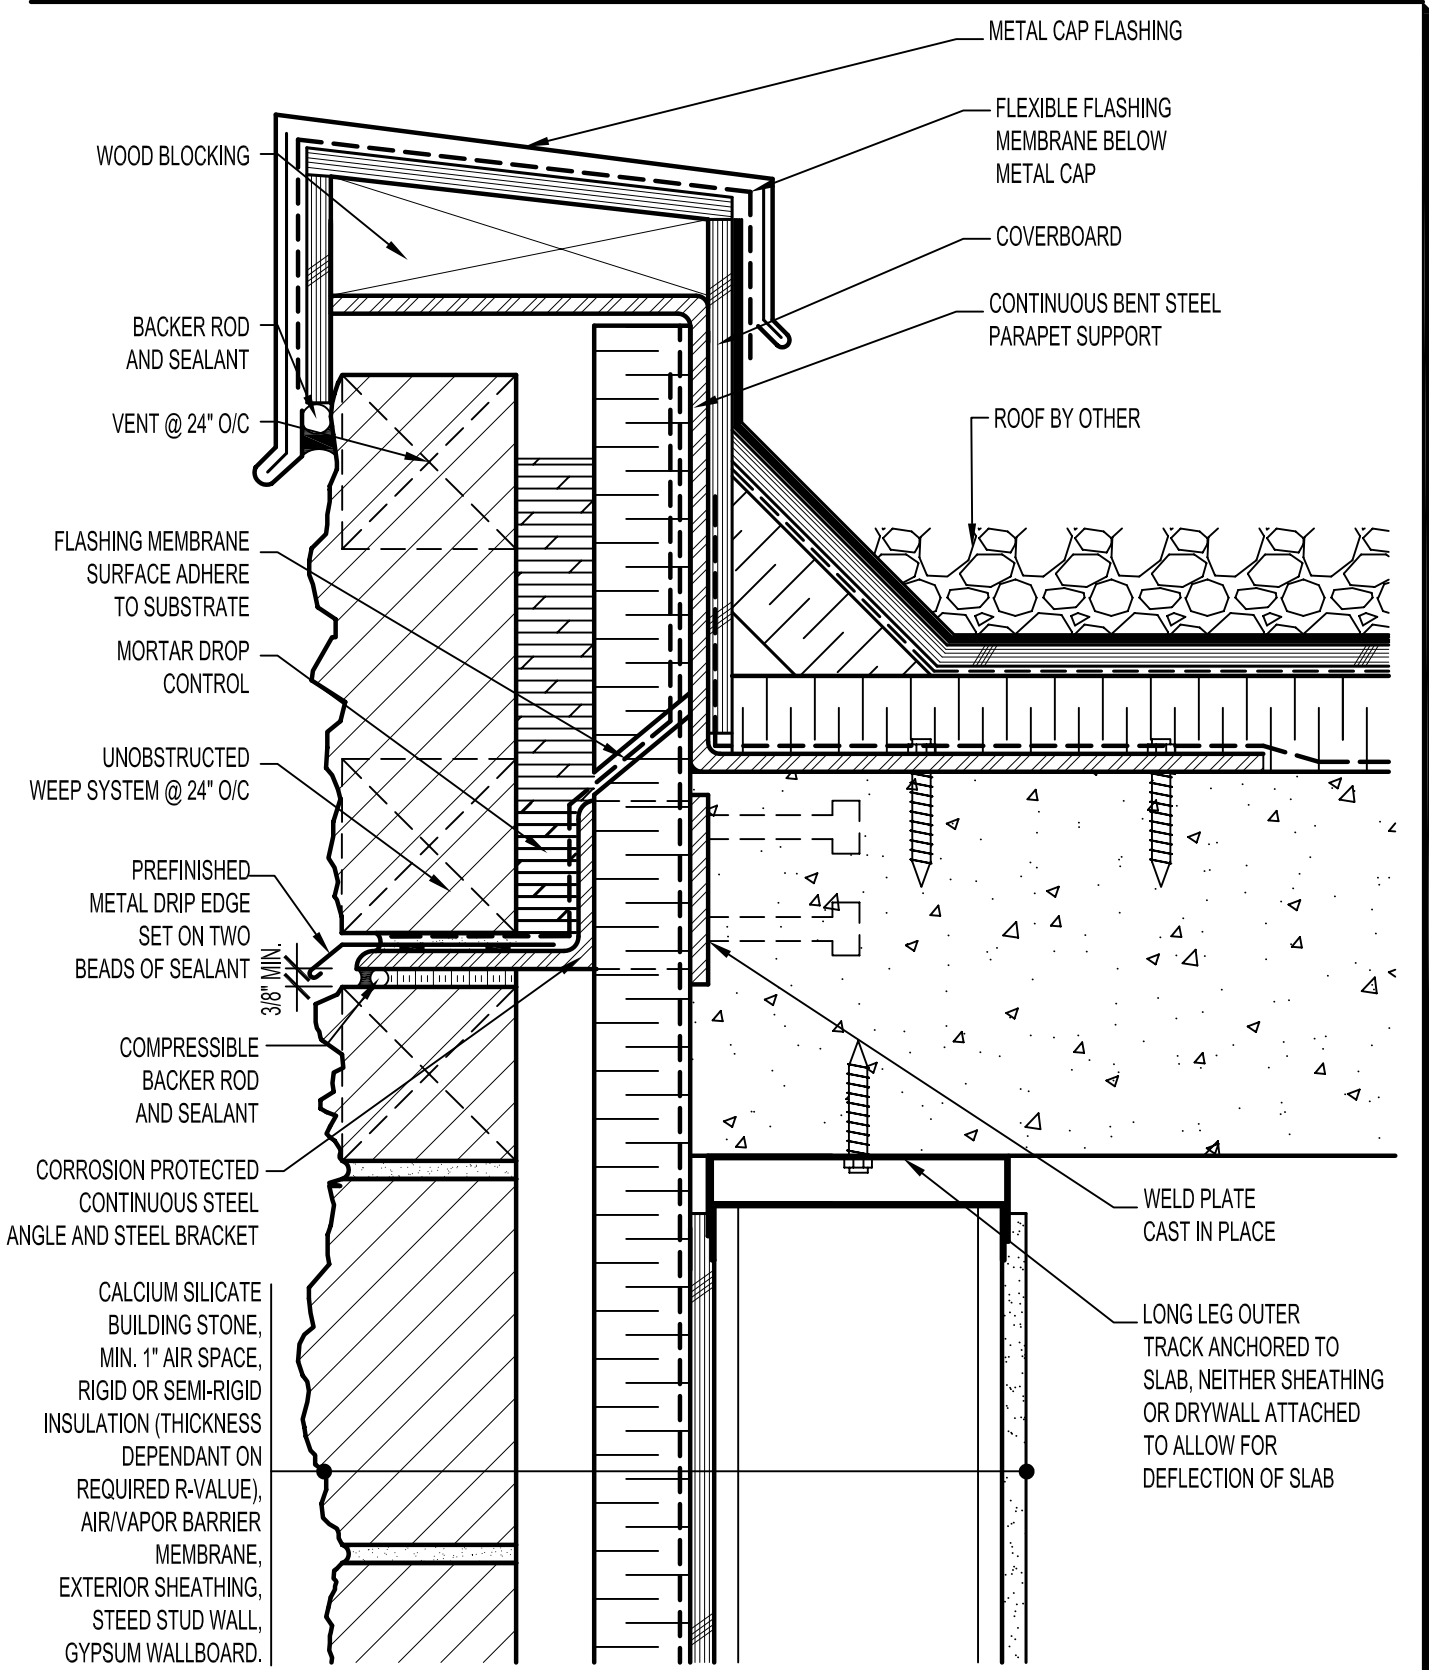 METAL CAP FLASHING
FLEXIBLE FLASHING
MEMBRANE BELOW
METAL CAP
WOOD BLOCKING
COVERBOARD
CONTINUOUS BENT STEEL
PARAPET SUPPORT
BACKER ROD
AND SEALANT
VENT @ 24" O/C
ROOF BY OTHER
FLASHING MEMBRANE
SURFACE ADHERE
TO SUBSTRATE
MORTAR DROP
CONTROL
UNOBSTRUCTED
WEEP SYSTEM @ 24" O/C
PREFINISHED
METAL DRIP EDGE
SET ON TWO
BEADS OF SEALANT
3/8" MIN.
COMPRESSIBLE
BACKER ROD
AND SEALANT
CORROSION PROTECTED
CONTINUOUS STEEL
ANGLE AND STEEL BRACKET
WELD PLATE
CAST IN PLACE
CALCIUM SILICATE
BUILDING STONE,
MIN. 1" AIR SPACE,
RIGID OR SEMI-RIGID
INSULATION (THICKNESS
DEPENDANT ON
REQUIRED R-VALUE),
AIR/VAPOR BARRIER
MEMBRANE,
EXTERIOR SHEATHING,
STEED STUD WALL,
GYPSUM WALLBOARD.
LONG LEG OUTER
TRACK ANCHORED TO
SLAB, NEITHER SHEATHING
OR DRYWALL ATTACHED
TO ALLOW FOR
DEFLECTION OF SLAB